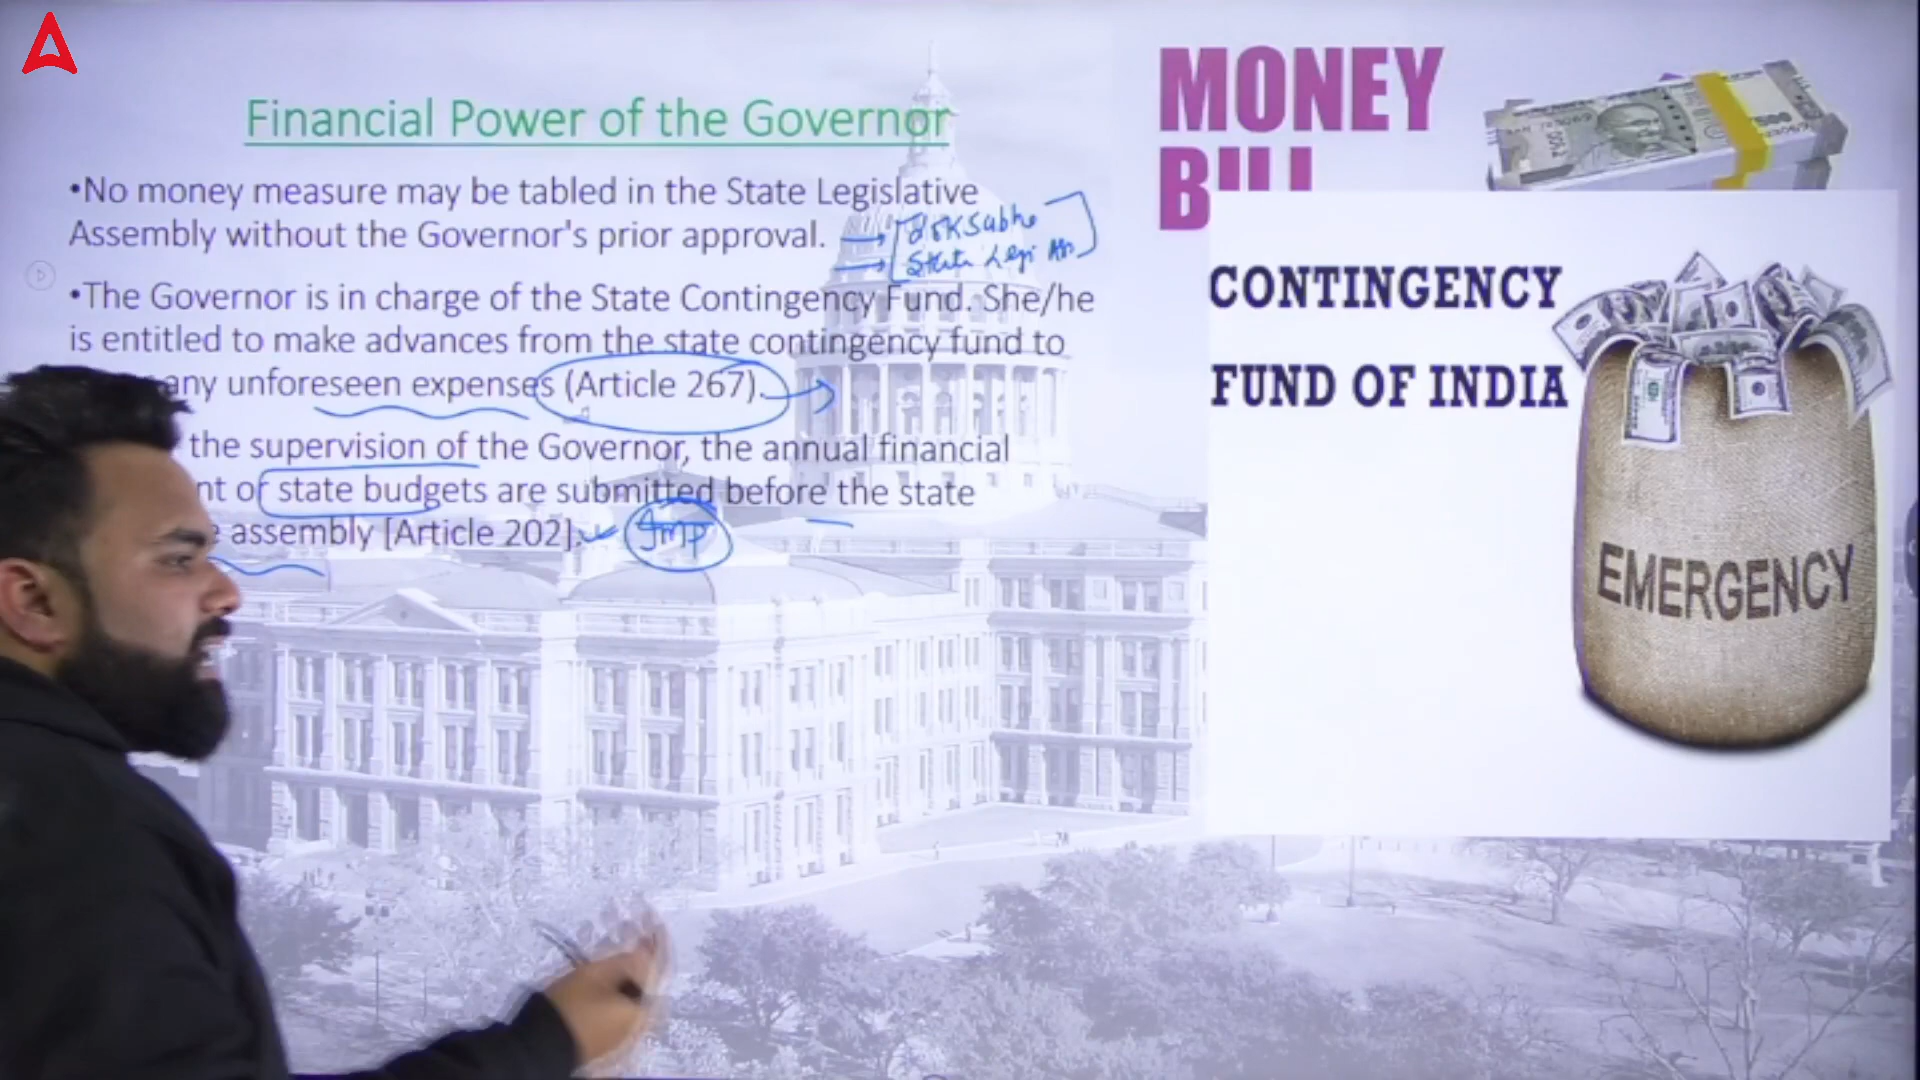 Financial Power of the Governor
•No money measure may be tabled in the State Legislative
Assembly without the Governor's prior approval.
Sabha
State Legi
•The Governor is in charge of the State Contingency Fund. She/he
is entitled to make advances from the state contingency fund to
any unforeseen expenses (Article 267).
the supervision of the Governor, the annual financial
or state budgets are submitted before the state
assembly [Article 202].
Imp
MONEY
BILL
CONTINGENCY
FUND OF INDIA
EMERGENCY